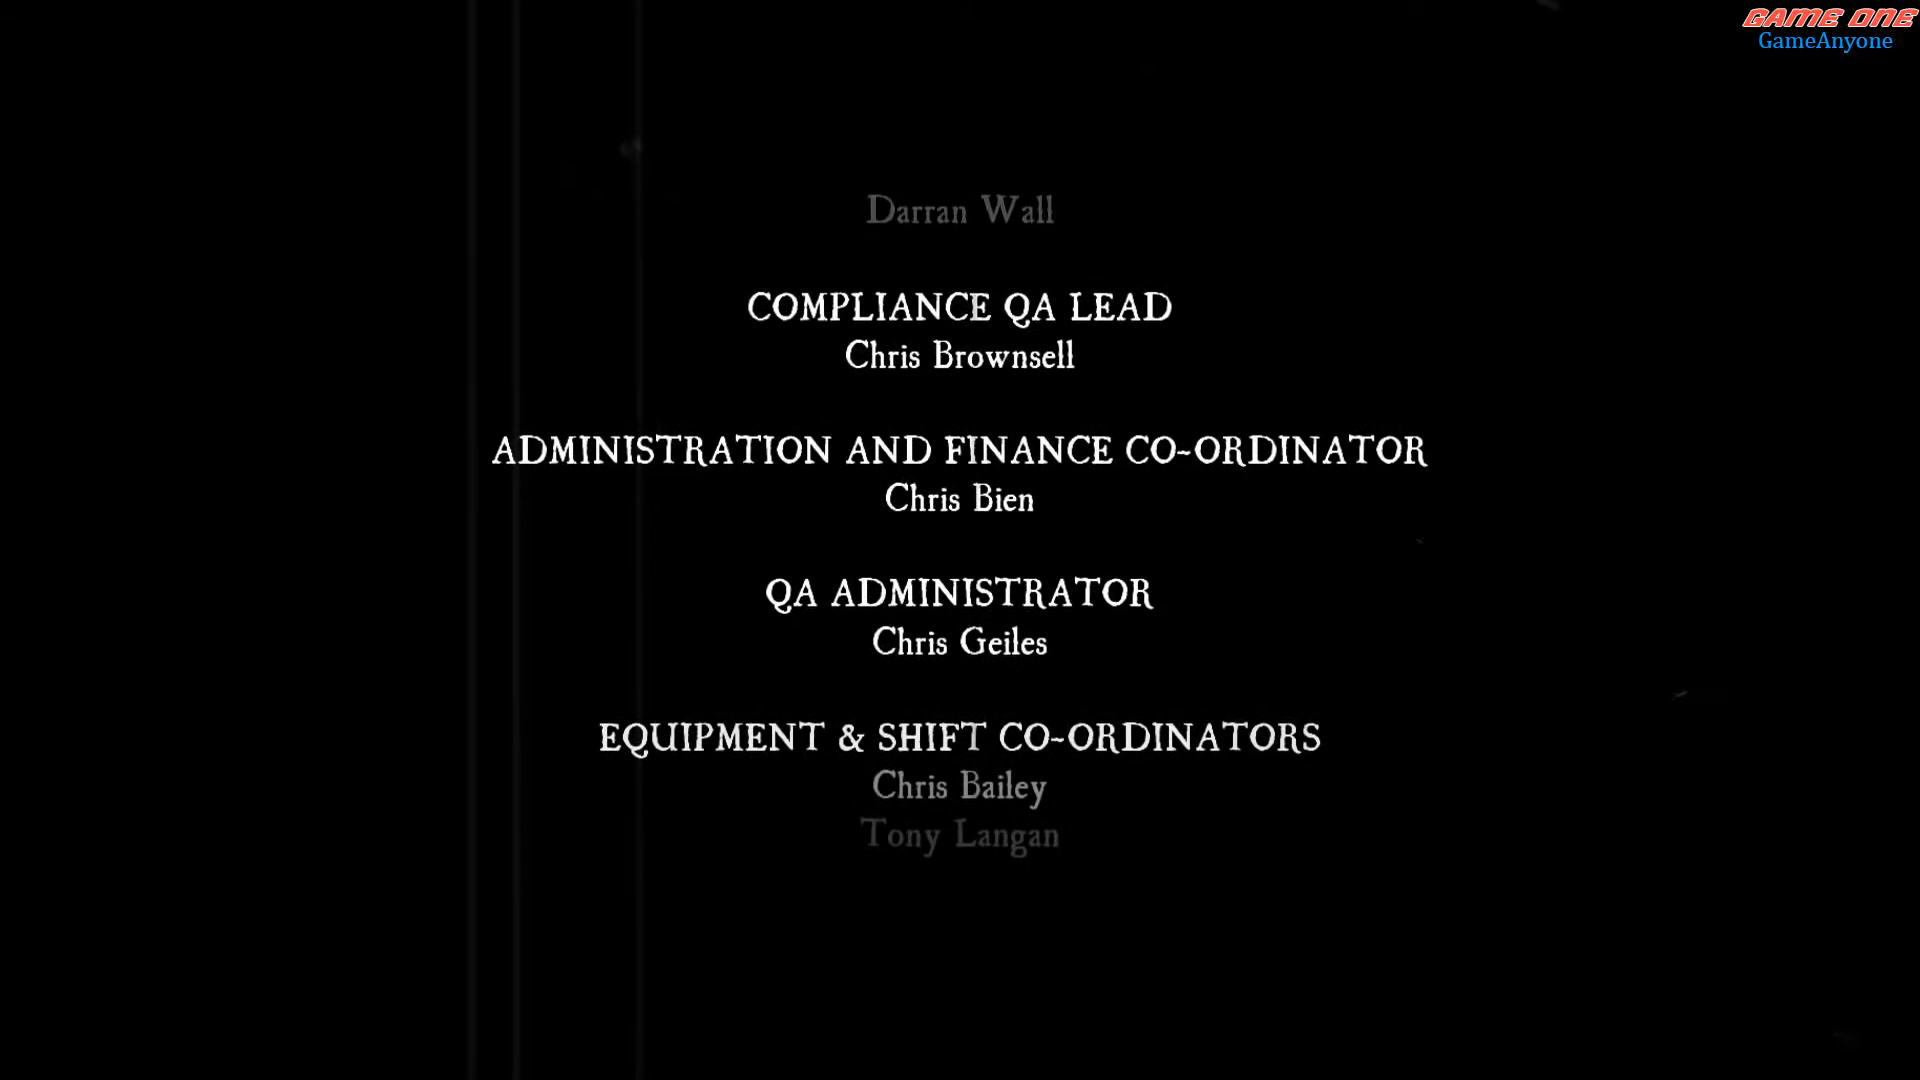 GAME ONE
GameAnyone
Darran Wall
COMPLIANCE QA LEAD
Chris Brownsell
ADMINISTRATION AND FINANCE CO-ORDINATOR
Chris Bien
QA ADMINISTRATOR
Chris Geiles
EQUIPMENT & SHIFT CO-ORDINATORS
Chris Bailey
Tony Langan